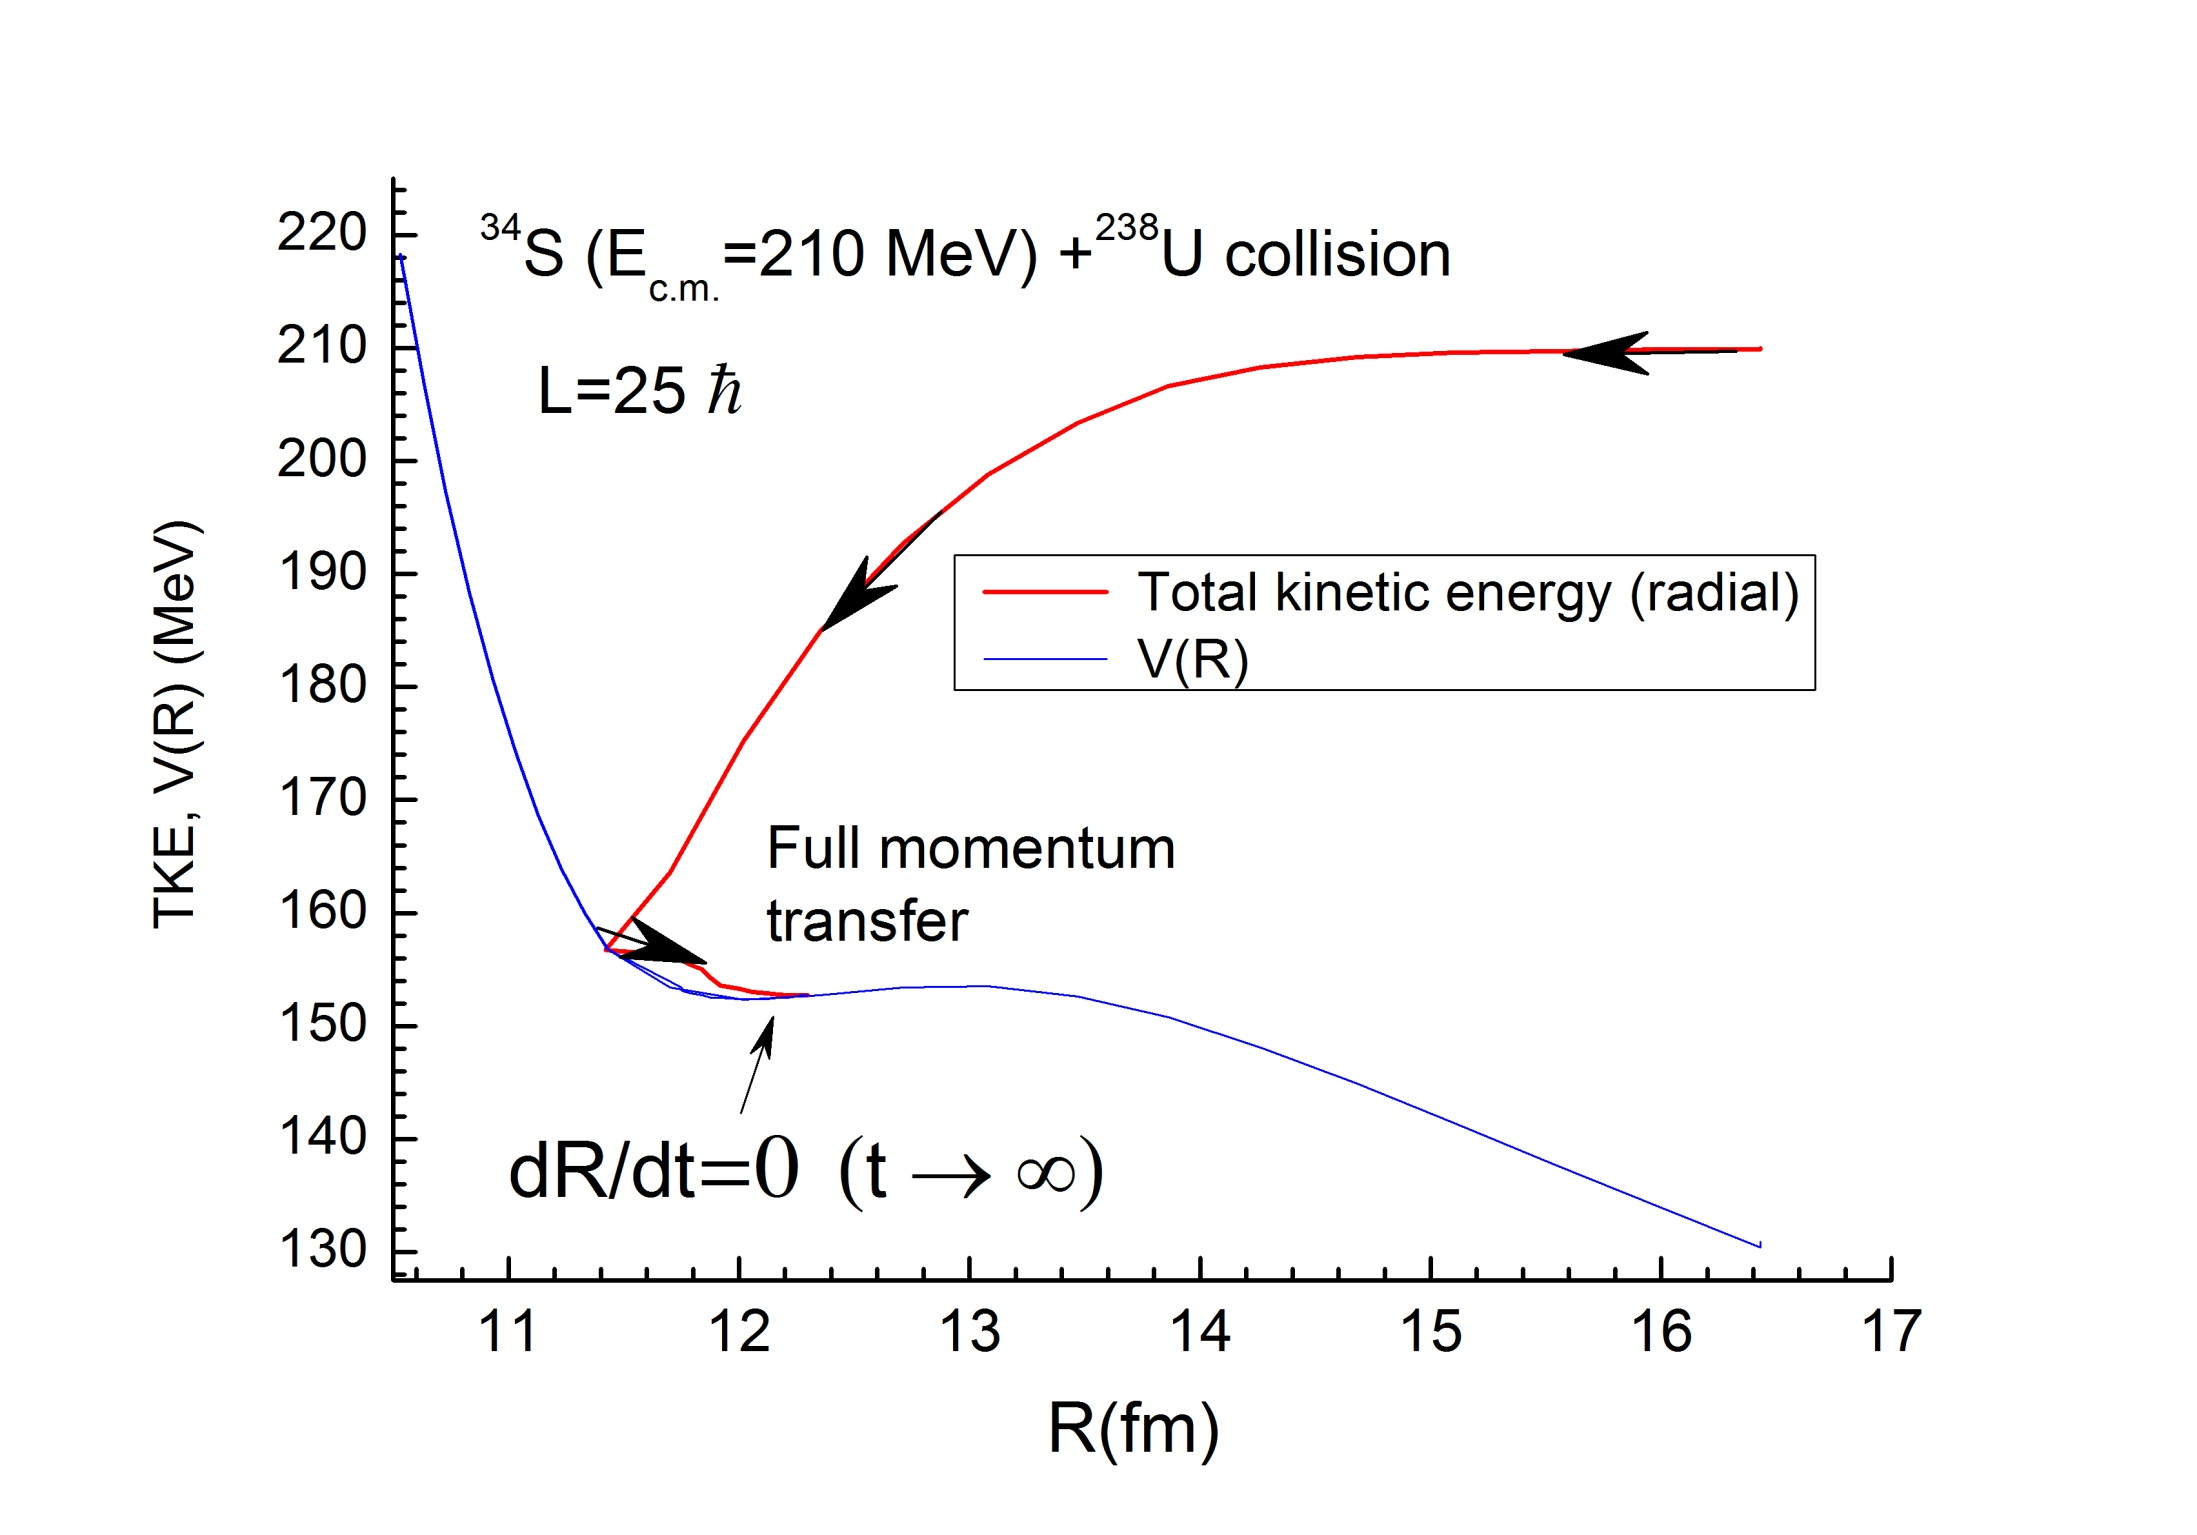 ³⁴S (E_c.m.=210 MeV) +²³⁸U collision
L=25 ℏ
220
210
200
190
180
170
160
150
140
130
TKE, V(R) (MeV)
Total kinetic energy (radial)
V(R)
Full momentum
transfer
dR/dt=0 (t → ∞)
11 12 13 14 15 16 17
R(fm)